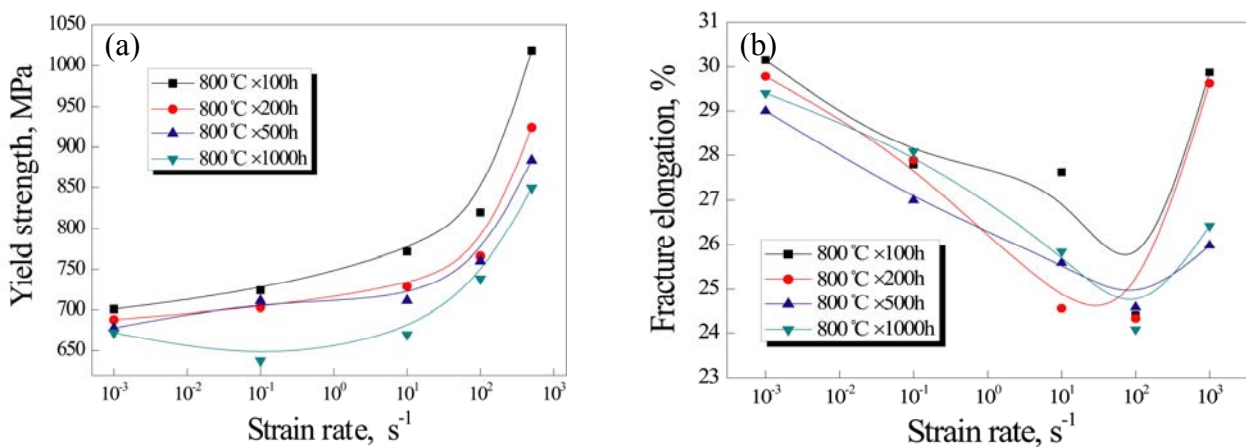 (a)
Yield strength, MPa
1050
1000
950
900
850
800
750
700
650
800 ℃ ×100h
800 ℃ ×200h
800 ℃ ×500h
800 ℃ ×1000h
10⁻³ 10⁻² 10⁻¹ 10⁰ 10¹ 10² 10³
Strain rate, s⁻¹
(b)
Fracture elongation, %
31
30
29
28
27
26
25
24
23
800 ℃ ×100h
800 ℃ ×200h
800 ℃ ×500h
800 ℃ ×1000h
10⁻³ 10⁻² 10⁻¹ 10⁰ 10¹ 10² 10³
Strain rate, s⁻¹